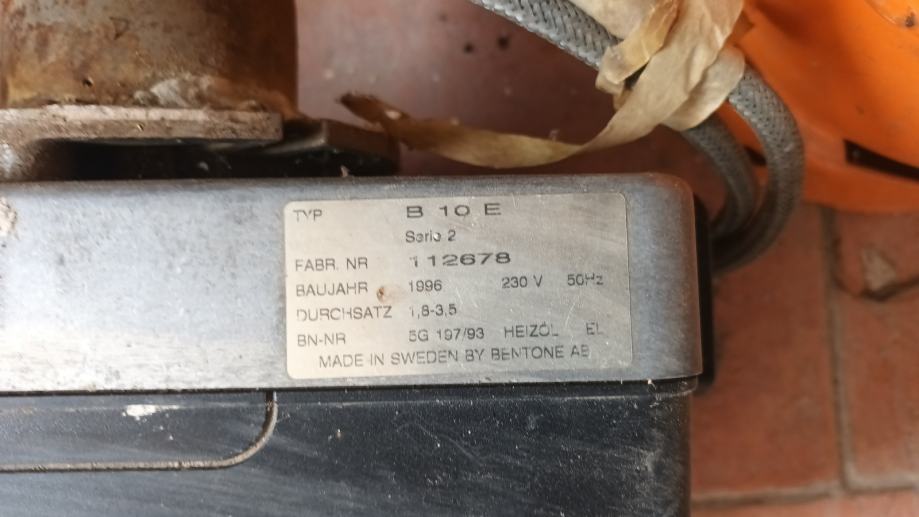 TYP B 10 E
Serie 2
FABR. NR 112678
BAUJAHR 1996 230 V 50Hz
DURCHSATZ 1,8-3,5
BN-NR 5G 197/93 HEIZÖL EL
MADE IN SWEDEN BY BENTONE AB